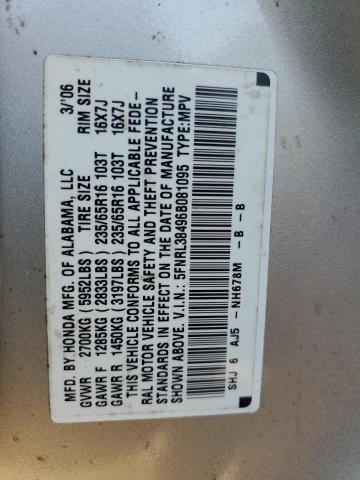 MFD. BY HONDA MFG. OF ALABAMA, LLC 3/'06
GVWR 2700KG (5952LBS) TIRE SIZE RIM SIZE
GAWR F 1285KG (2833LBS) 235/65R16 103T 16X7J
GAWR R 1450KG (3197LBS) 235/65R16 103T 16X7J
THIS VEHICLE CONFORMS TO ALL APPLICABLE FEDE-
RAL MOTOR VEHICLE SAFETY AND THEFT PREVENTION
STANDARDS IN EFFECT ON THE DATE OF MANUFACTURE
SHOWN ABOVE. V.I.N.: 5FNRL38496B081095 TYPE:MPV
SHJ 6 AJ5 -NH678M -B -B